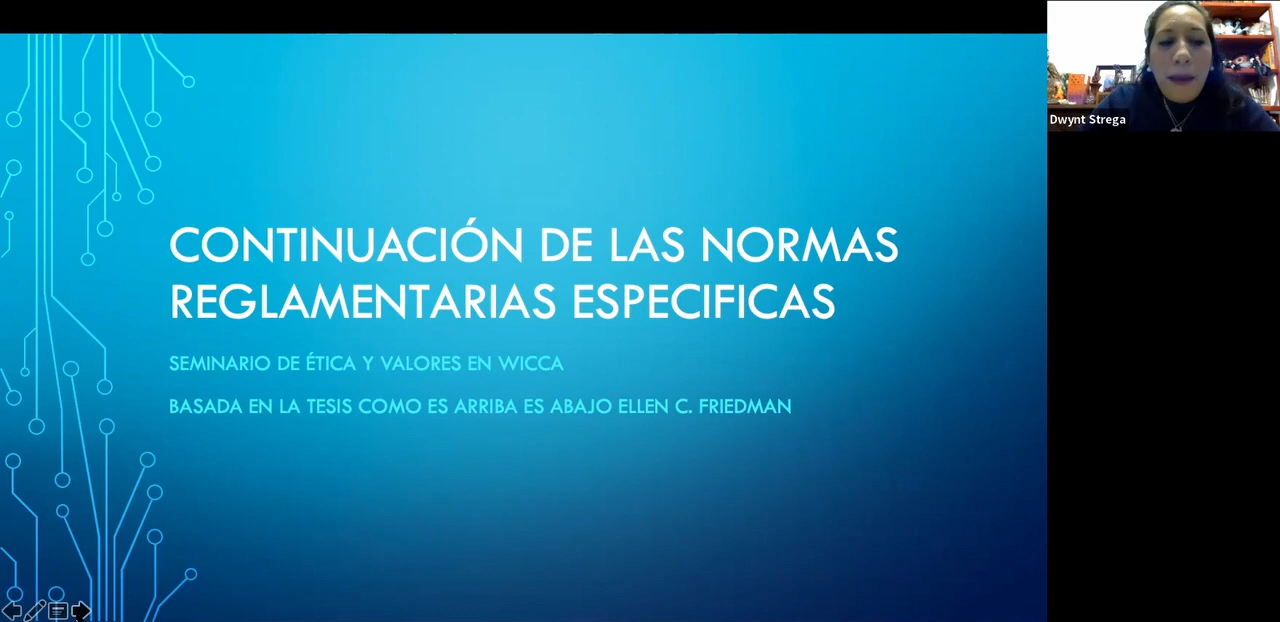 CONTINUACIÓN DE LAS NORMAS
REGLAMENTARIAS ESPECIFICAS
SEMINARIO DE ÉTICA Y VALORES EN WICCA
BASADA EN LA TESIS COMO ES ARRIBA ES ABAJO ELLEN C. FRIEDMAN
Dwynt Strega